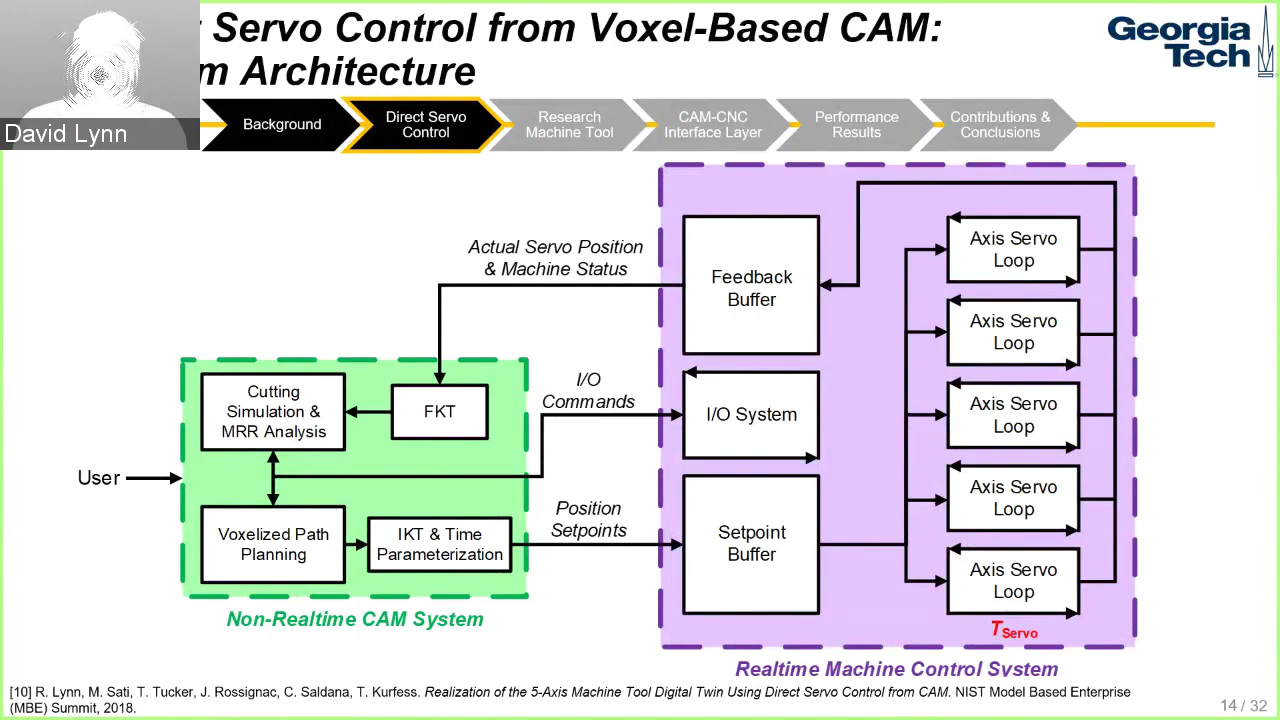 Servo Control from Voxel-Based CAM:
Architecture
Georgia
Tech
David Lynn
Background
Direct Servo
Control
Research
Machine Tool
CAM-CNC
Interface Layer
Performance
Results
Contributions &
Conclusions
Actual Servo Position
& Machine Status
Feedback
Buffer
Axis Servo
Loop
Axis Servo
Loop
Cutting
Simulation &
MRR Analysis
FKT
I/O
Commands
I/O System
Axis Servo
Loop
User
Voxelized Path
Planning
IKT & Time
Parameterization
Position
Setpoints
Setpoint
Buffer
Axis Servo
Loop
Axis Servo
Loop
TServo
Non-Realtime CAM System
Realtime Machine Control System
[10] R. Lynn, M. Sati, T. Tucker, J. Rossignac, C. Saldana, T. Kurfess. Realization of the 5-Axis Machine Tool Digital Twin Using Direct Servo Control from CAM. NIST Model Based Enterprise
(MBE) Summit, 2018.
14 / 32